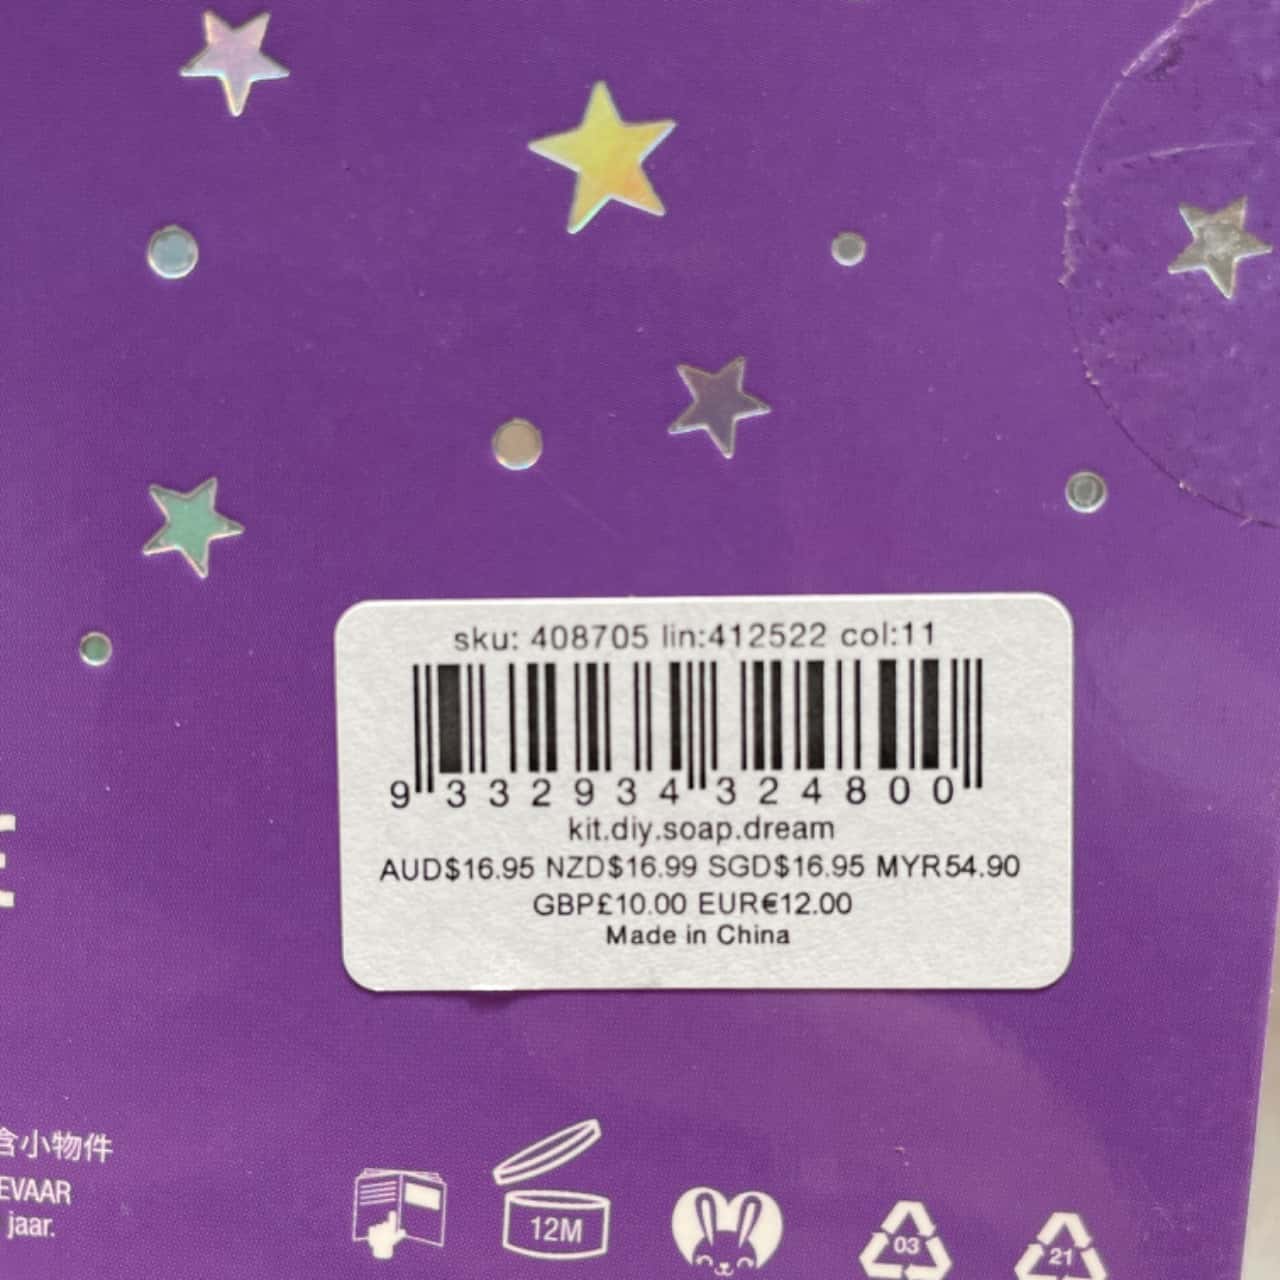 sku: 408705 lin:412522 col:11
9 332934 324800
kit.diy.soap.dream
AUD$16.95 NZD$16.99 SGD$16.95 MYR54.90
GBP£10.00 EUR€12.00
Made in China
含小物件
EVAAR
jaar.
12M
03
21